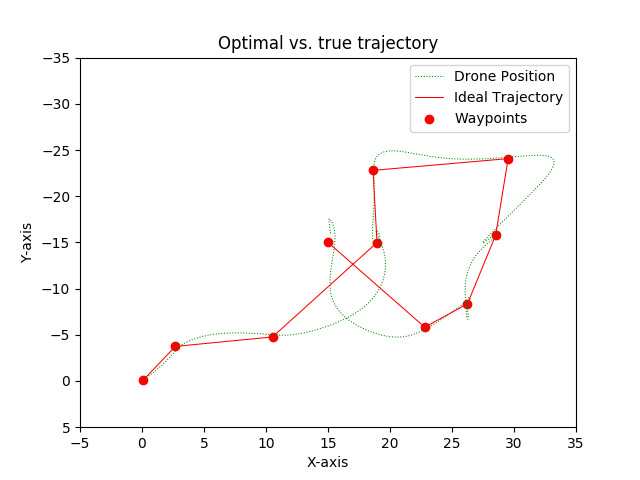 Optimal vs. true trajectory
Drone Position
Ideal Trajectory
Waypoints
Y-axis
−35
−30
−25
−20
−15
−10
−5
0
5
−5 0 5 10 15 20 25 30 35
X-axis